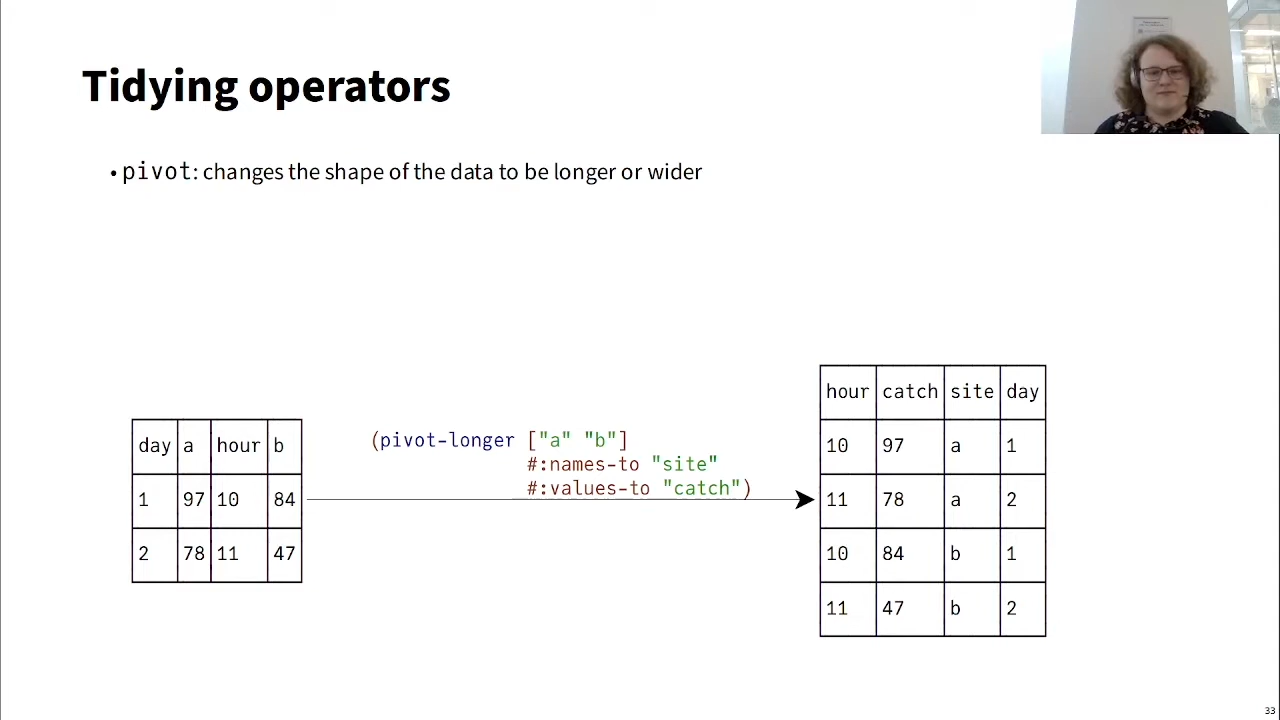 Tidying operators
• pivot: changes the shape of the data to be longer or wider
day a hour b
1 97 10 84
2 78 11 47
(pivot-longer ["a" "b"]
#:names-to "site"
#:values-to "catch")
hour catch site day
10 97 a 1
11 78 a 2
10 84 b 1
11 47 b 2
33